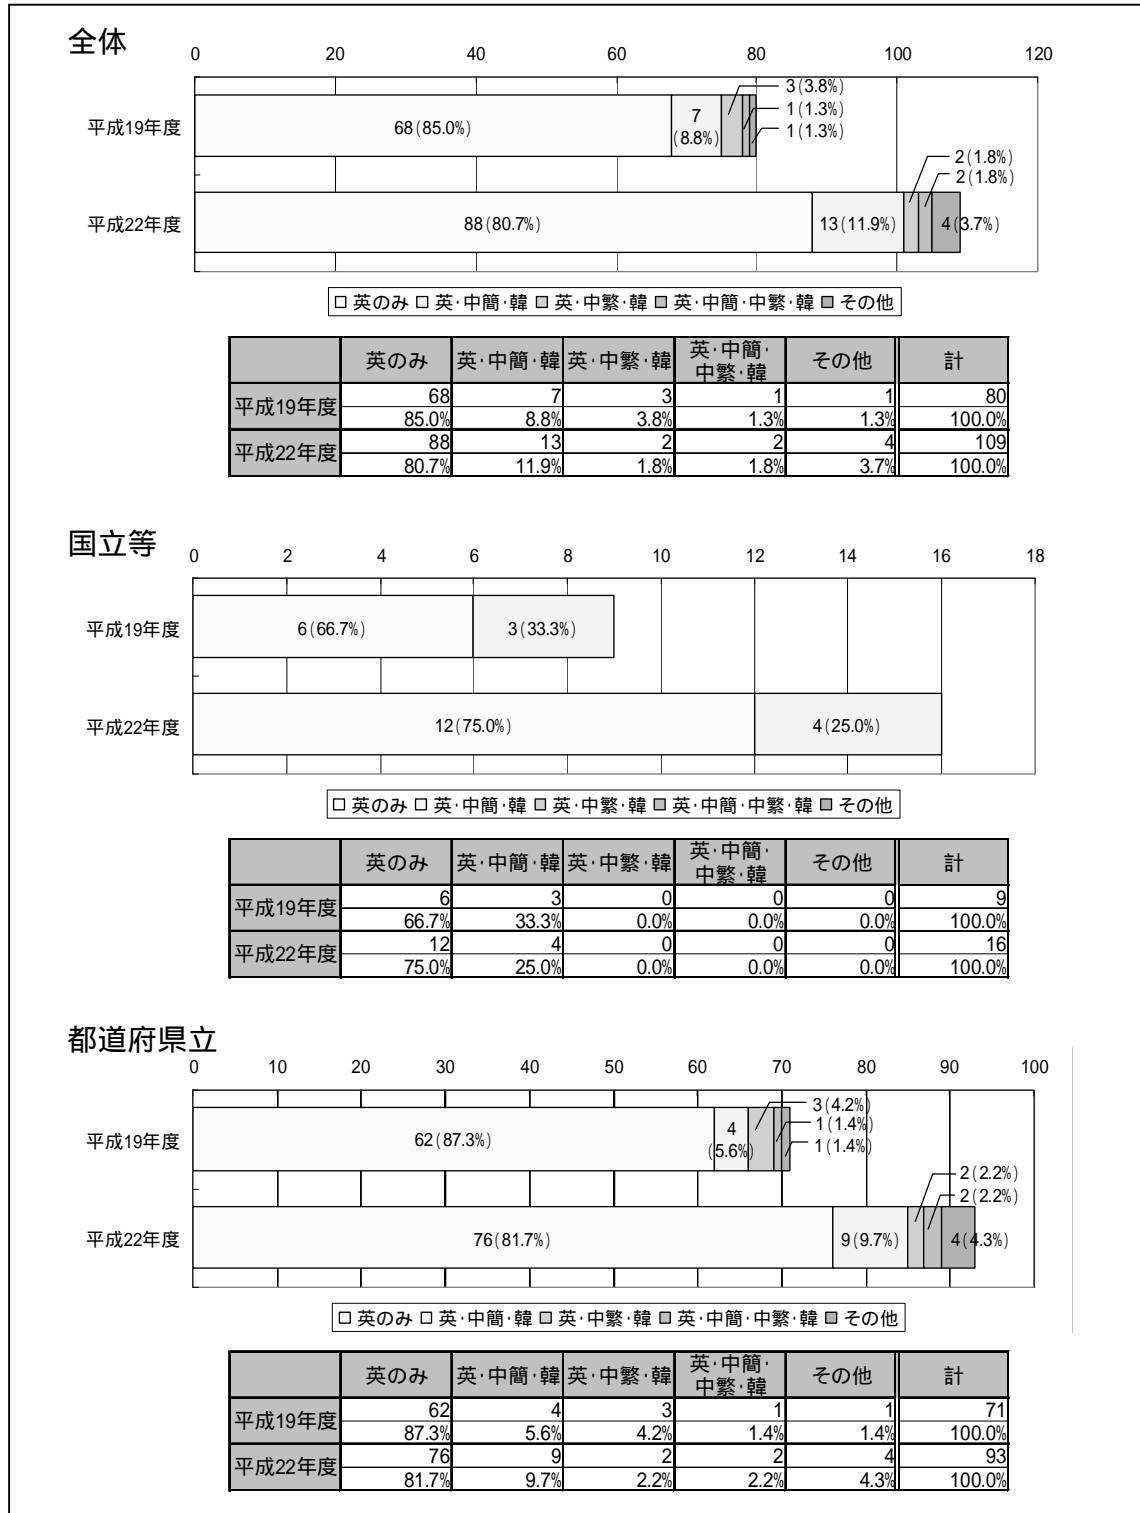 全体
0 20 40 60 80 100 120
平成19年度
68(85.0%)
7
(8.8%)
3(3.8%)
1(1.3%)
1(1.3%)
平成22年度
88(80.7%)
13(11.9%)
2(1.8%)
2(1.8%)
4(3.7%)
英のみ 英・中簡・韓 英・中繁・韓 英・中簡・中繁・韓 その他
英のみ 英・中簡・韓 英・中繁・韓 英・中簡・ その他 計
中繁・韓
平成19年度 68 7 3 1 1 80
85.0% 8.8% 3.8% 1.3% 1.3% 100.0%
平成22年度 88 13 2 2 4 109
80.7% 11.9% 1.8% 1.8% 3.7% 100.0%
国立等
0 2 4 6 8 10 12 14 16 18
平成19年度
6(66.7%)
3(33.3%)
平成22年度
12(75.0%)
4(25.0%)
英のみ 英・中簡・韓 英・中繁・韓 英・中簡・中繁・韓 その他
英のみ 英・中簡・韓 英・中繁・韓 英・中簡・ その他 計
中繁・韓
平成19年度 6 3 0 0 0 9
66.7% 33.3% 0.0% 0.0% 0.0% 100.0%
平成22年度 12 4 0 0 0 16
75.0% 25.0% 0.0% 0.0% 0.0% 100.0%
都道府県立
0 10 20 30 40 50 60 70 80 90 100
平成19年度
62(87.3%)
4
(5.6%)
3(4.2%)
1(1.4%)
1(1.4%)
平成22年度
76(81.7%)
9(9.7%)
2(2.2%)
2(2.2%)
4(4.3%)
英のみ 英・中簡・韓 英・中繁・韓 英・中簡・中繁・韓 その他
英のみ 英・中簡・韓 英・中繁・韓 英・中簡・ その他 計
中繁・韓
平成19年度 62 4 3 1 1 71
87.3% 5.6% 4.2% 1.4% 1.4% 100.0%
平成22年度 76 9 2 2 4 93
81.7% 9.7% 2.2% 2.2% 4.3% 100.0%